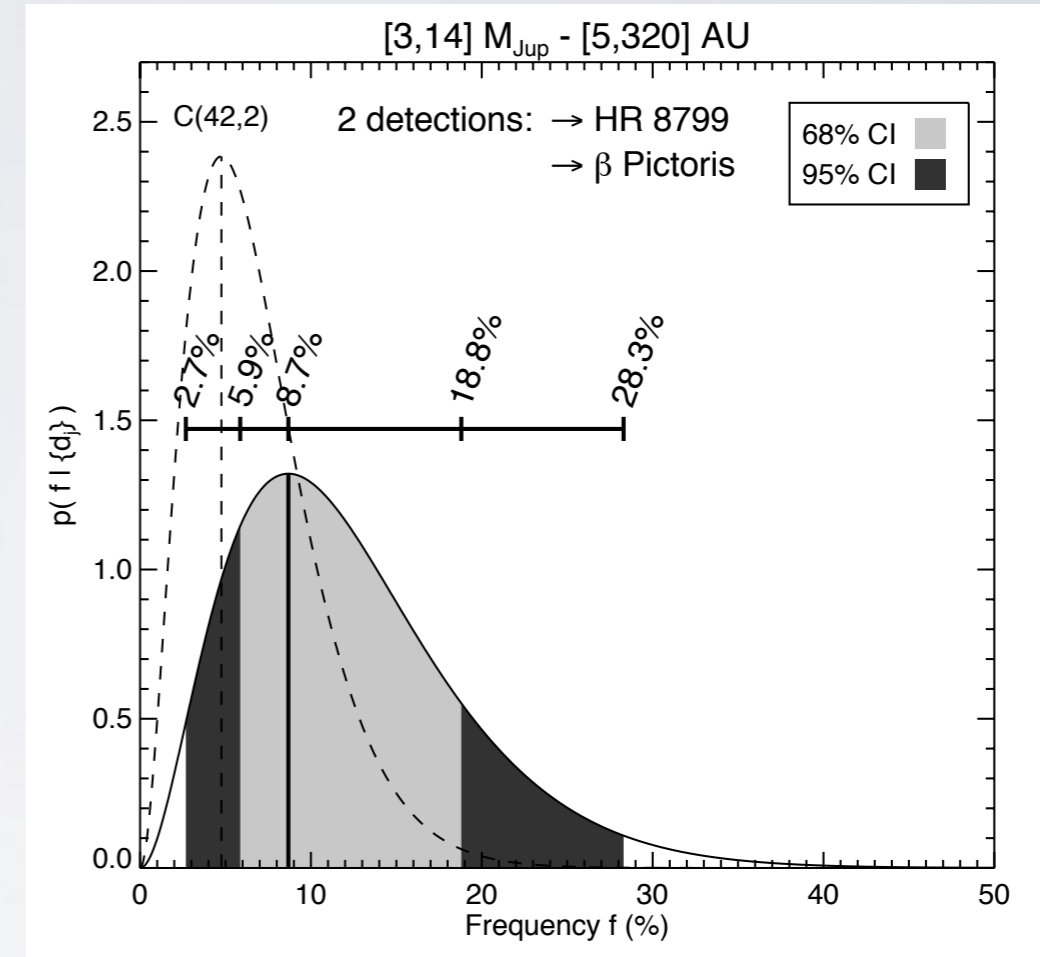 [3,14] M_Jup - [5,320] AU
C(42,2)
2 detections: → HR 8799
→ β Pictoris
68% CI
95% CI
2.7%
5.9%
8.7%
18.8%
28.3%
p( f | {d_j} )
2.5
2.0
1.5
1.0
0.5
0.0
0 10 20 30 40 50
Frequency f (%)